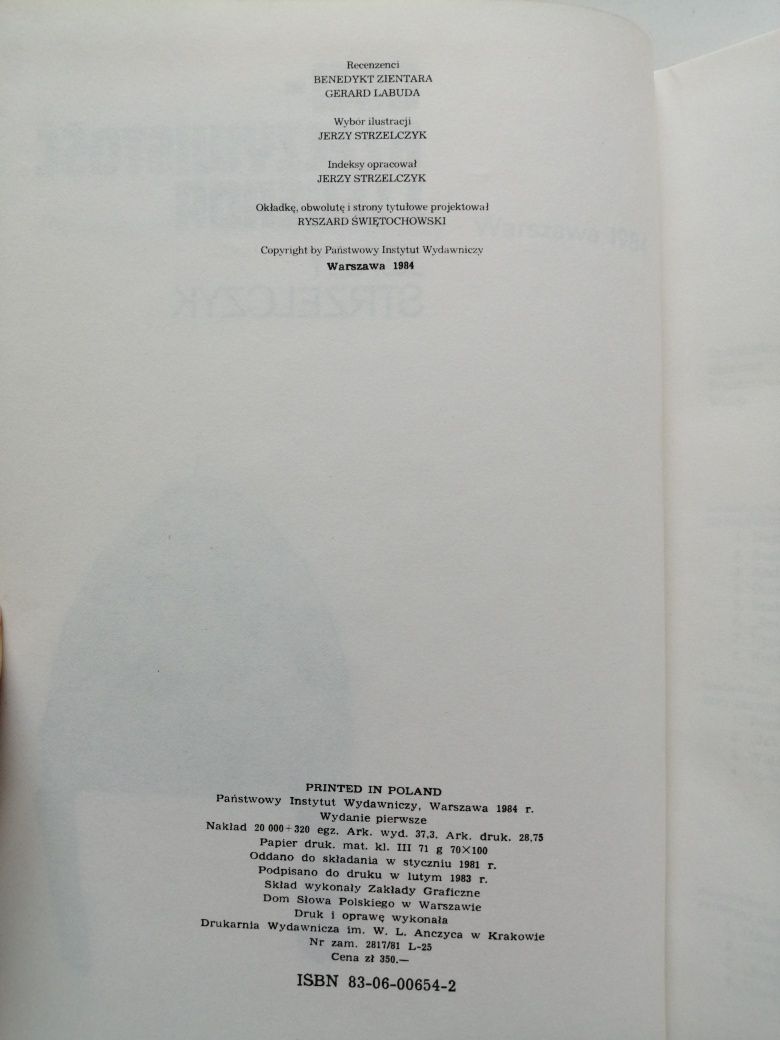 Recenzenci
BENEDYKT ZIENTARA
GERARD LABUDA
Wybór ilustracji
JERZY STRZELCZYK
Indeksy opracował
JERZY STRZELCZYK
Okładkę, obwolutę i strony tytułowe projektował
RYSZARD ŚWIĘTOCHOWSKI
Copyright by Państwowy Instytut Wydawniczy
Warszawa 1984
Warszawa 1984
STRZELCZYK
PRINTED IN POLAND
Państwowy Instytut Wydawniczy, Warszawa 1984 r.
Wydanie pierwsze
Nakład 20 000+320 egz. Ark. wyd. 37,3. Ark. druk. 28,75
Papier druk. mat. kl. III 71 g 70×100
Oddano do składania w styczniu 1981 r.
Podpisano do druku w lutym 1983 r.
Skład wykonały Zakłady Graficzne
Dom Słowa Polskiego w Warszawie
Druk i oprawę wykonała
Drukarnia Wydawnicza im. W. L. Anczyca w Krakowie
Nr zam. 2817/81 L-25
Cena zł 350.—
ISBN 83-06-00654-2